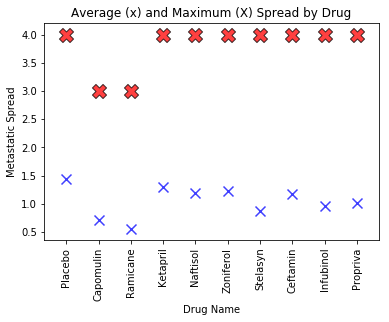 Average (x) and Maximum (X) Spread by Drug
4.0
3.5
3.0
2.5
2.0
1.5
1.0
0.5
Metastatic Spread
Placebo
Capomulin
Ramicane
Ketapril
Naftisol
Zoniferol
Stelasyn
Ceftamin
Infubinol
Propriva
Drug Name